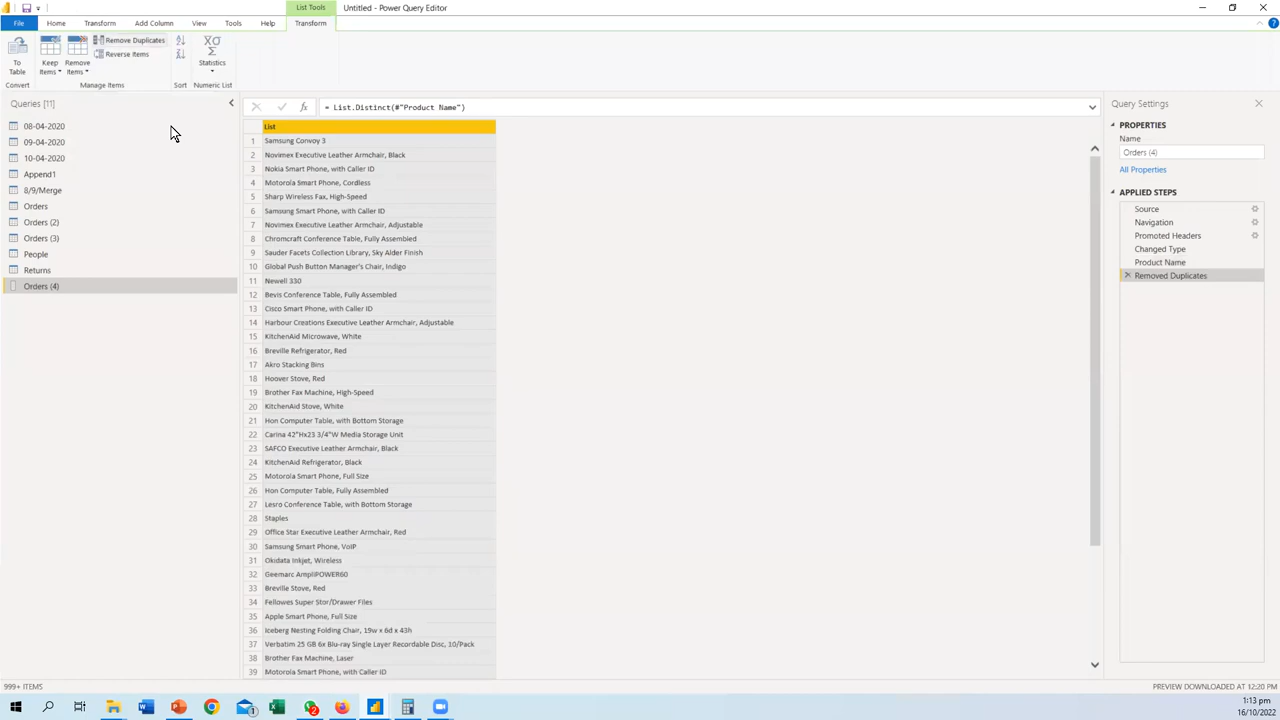 List Tools
Untitled - Power Query Editor
File Home Transform Add Column View Tools Help Transform
To Table
Keep Items
Remove Items
Remove Duplicates
Reverse Items
Statistics
Convert Manage Items Sort Numeric List
Queries [11]
08-04-2020
09-04-2020
10-04-2020
Append1
8/9/Merge
Orders
Orders (2)
Orders (3)
People
Returns
Orders (4)
= List.Distinct(#"Product Name")
List
1 Samsung Convoy 3
2 Novimex Executive Leather Armchair, Black
3 Nokia Smart Phone, with Caller ID
4 Motorola Smart Phone, Cordless
5 Sharp Wireless Fax, High-Speed
6 Samsung Smart Phone, with Caller ID
7 Novimex Executive Leather Armchair, Adjustable
8 Chromcraft Conference Table, Fully Assembled
9 Sauder Facets Collection Library, Sky Alder Finish
10 Global Push Button Manager's Chair, Indigo
11 Newell 330
12 Bevis Conference Table, Fully Assembled
13 Cisco Smart Phone, with Caller ID
14 Harbour Creations Executive Leather Armchair, Adjustable
15 KitchenAid Microwave, White
16 Breville Refrigerator, Red
17 Akro Stacking Bins
18 Hoover Stove, Red
19 Brother Fax Machine, High-Speed
20 KitchenAid Stove, White
21 Hon Computer Table, with Bottom Storage
22 Carina 42"Hx23 3/4"W Media Storage Unit
23 SAFCO Executive Leather Armchair, Black
24 KitchenAid Refrigerator, Black
25 Motorola Smart Phone, Full Size
26 Hon Computer Table, Fully Assembled
27 Lesro Conference Table, with Bottom Storage
28 Staples
29 Office Star Executive Leather Armchair, Red
30 Samsung Smart Phone, VoIP
31 Okidata Inkjet, Wireless
32 Geemarc AmpliPOWER60
33 Breville Stove, Red
34 Fellowes Super Stor/Drawer Files
35 Apple Smart Phone, Full Size
36 Iceberg Nesting Folding Chair, 19w x 6d x 43h
37 Verbatim 25 GB 6x Blu-ray Single Layer Recordable Disc, 10/Pack
38 Brother Fax Machine, Laser
39 Motorola Smart Phone, with Caller ID
Query Settings
PROPERTIES
Name
Orders (4)
All Properties
APPLIED STEPS
Source
Navigation
Promoted Headers
Changed Type
Product Name
Removed Duplicates
999+ ITEMS
PREVIEW DOWNLOADED AT 12:20 PM
1:13 pm
16/10/2022